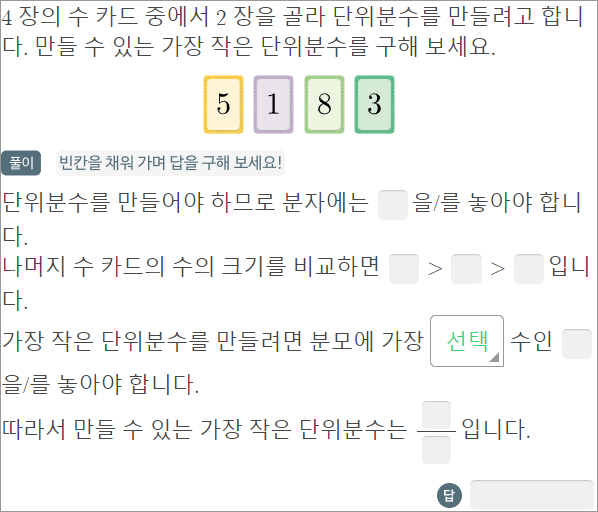 4 장의 수 카드 중에서 2 장을 골라 단위분수를 만들려고 합니
다. 만들 수 있는 가장 작은 단위분수를 구해 보세요.
5 1 8 3
풀이 빈칸을 채워 가며 답을 구해 보세요!
단위분수를 만들어야 하므로 분자에는 을/를 놓아야 합니
다.
나머지 수 카드의 수의 크기를 비교하면 > > 입니
다.
가장 작은 단위분수를 만들려면 분모에 가장 선택 수인
을/를 놓아야 합니다.
따라서 만들 수 있는 가장 작은 단위분수는 입니다.
답